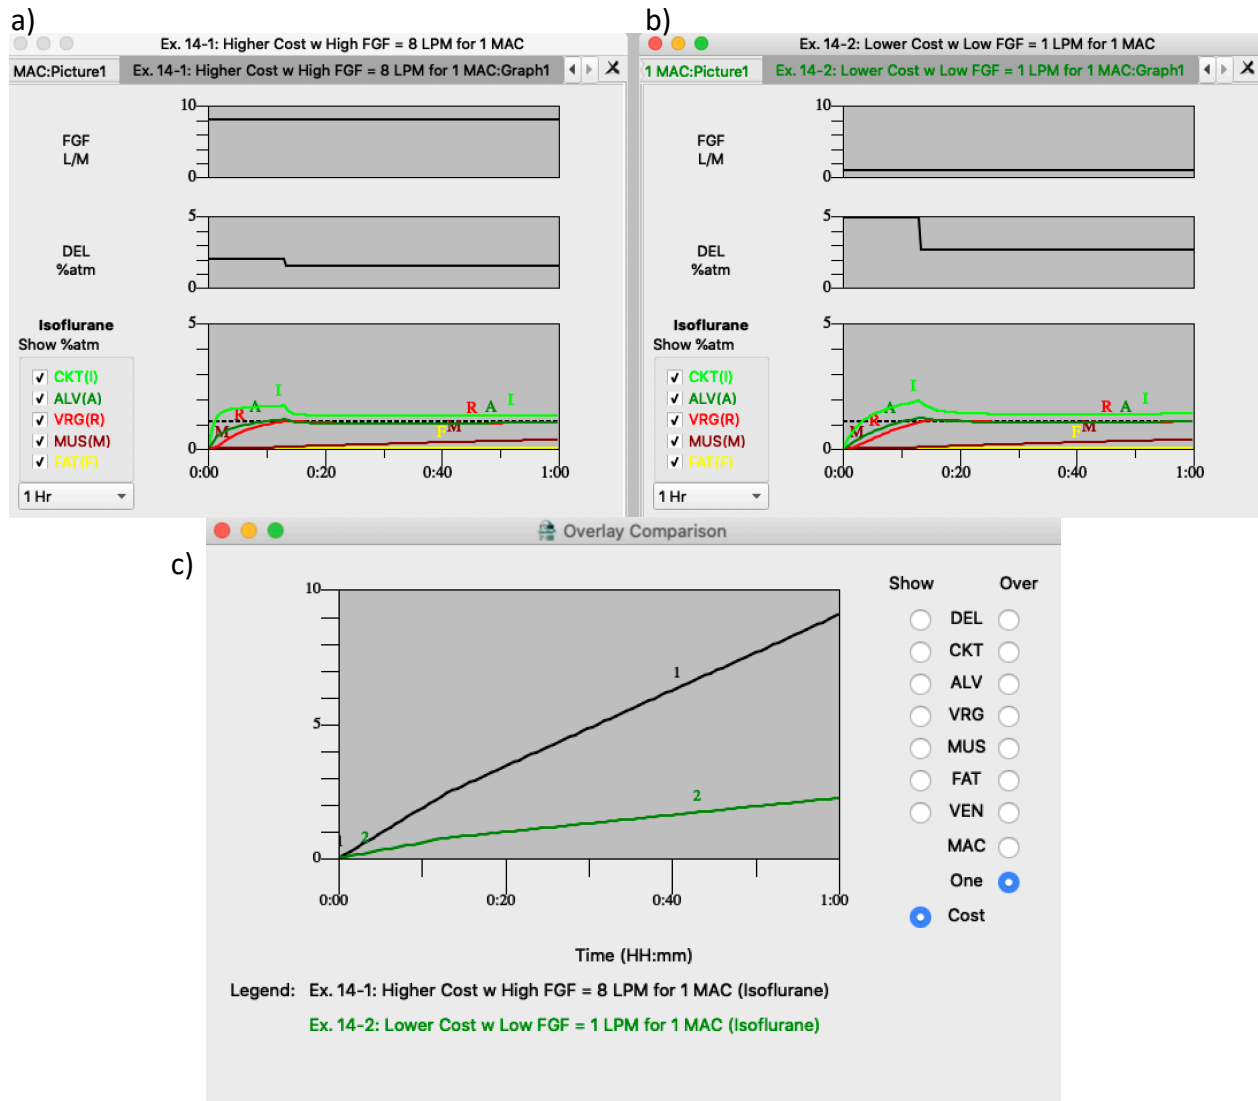 a)
Ex. 14-1: Higher Cost w High FGF = 8 LPM for 1 MAC
MAC:Picture1 Ex. 14-1: Higher Cost w High FGF = 8 LPM for 1 MAC:Graph1
10
FGF
L/M
0
5
DEL
%atm
0
Isoflurane
Show %atm
CKT(I)
ALV(A)
VRG(R)
MUS(M)
FAT(F)
1 Hr
5
I
R A
M
R A I
F M
0
0:00 0:20 0:40 1:00
b)
Ex. 14-2: Lower Cost w Low FGF = 1 LPM for 1 MAC
1 MAC:Picture1 Ex. 14-2: Lower Cost w Low FGF = 1 LPM for 1 MAC:Graph1
10
FGF
L/M
0
5
DEL
%atm
0
Isoflurane
Show %atm
CKT(I)
ALV(A)
VRG(R)
MUS(M)
FAT(F)
1 Hr
5
I
A
M R
R A I
F M
0
0:00 0:20 0:40 1:00
c)
Overlay Comparison
10
5
0
1
2
1 2
0:00 0:20 0:40 1:00
Time (HH:mm)
Show Over
DEL
CKT
ALV
VRG
MUS
FAT
VEN
MAC
One
Cost
Legend: Ex. 14-1: Higher Cost w High FGF = 8 LPM for 1 MAC (Isoflurane)
Ex. 14-2: Lower Cost w Low FGF = 1 LPM for 1 MAC (Isoflurane)